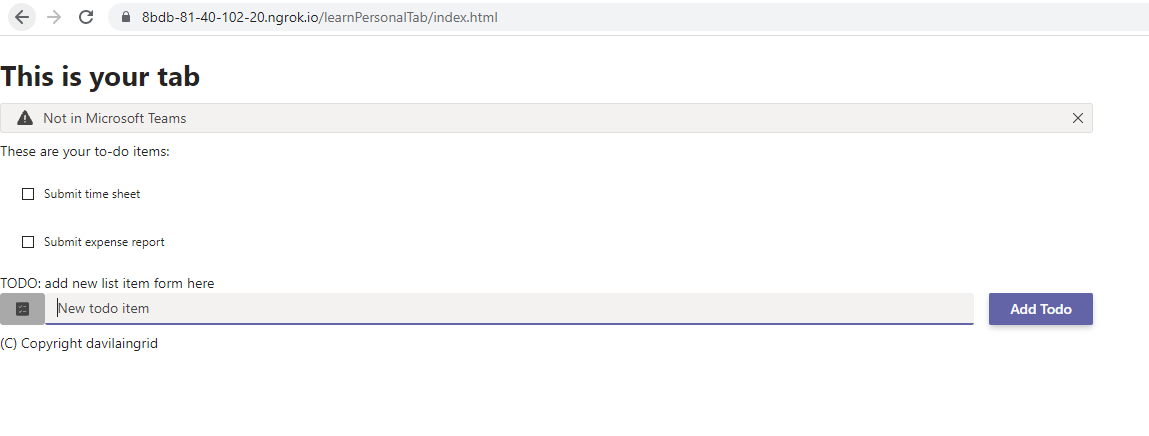 8bdb-81-40-102-20.ngrok.io/learnPersonalTab/index.html
This is your tab
Not in Microsoft Teams
These are your to-do items:
Submit time sheet
Submit expense report
TODO: add new list item form here
New todo item Add Todo
(C) Copyright davilaingrid